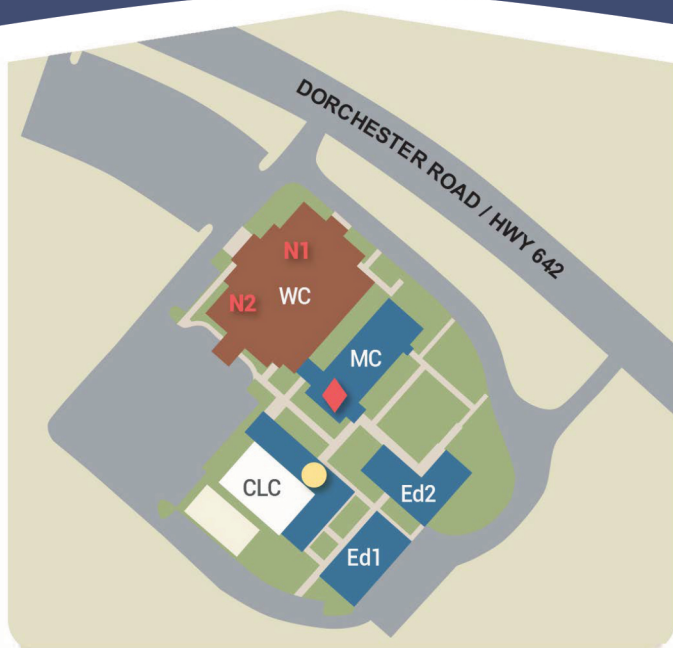 DORCHESTER ROAD / HWY 642
N1
N2
WC
MC
CLC
Ed2
Ed1